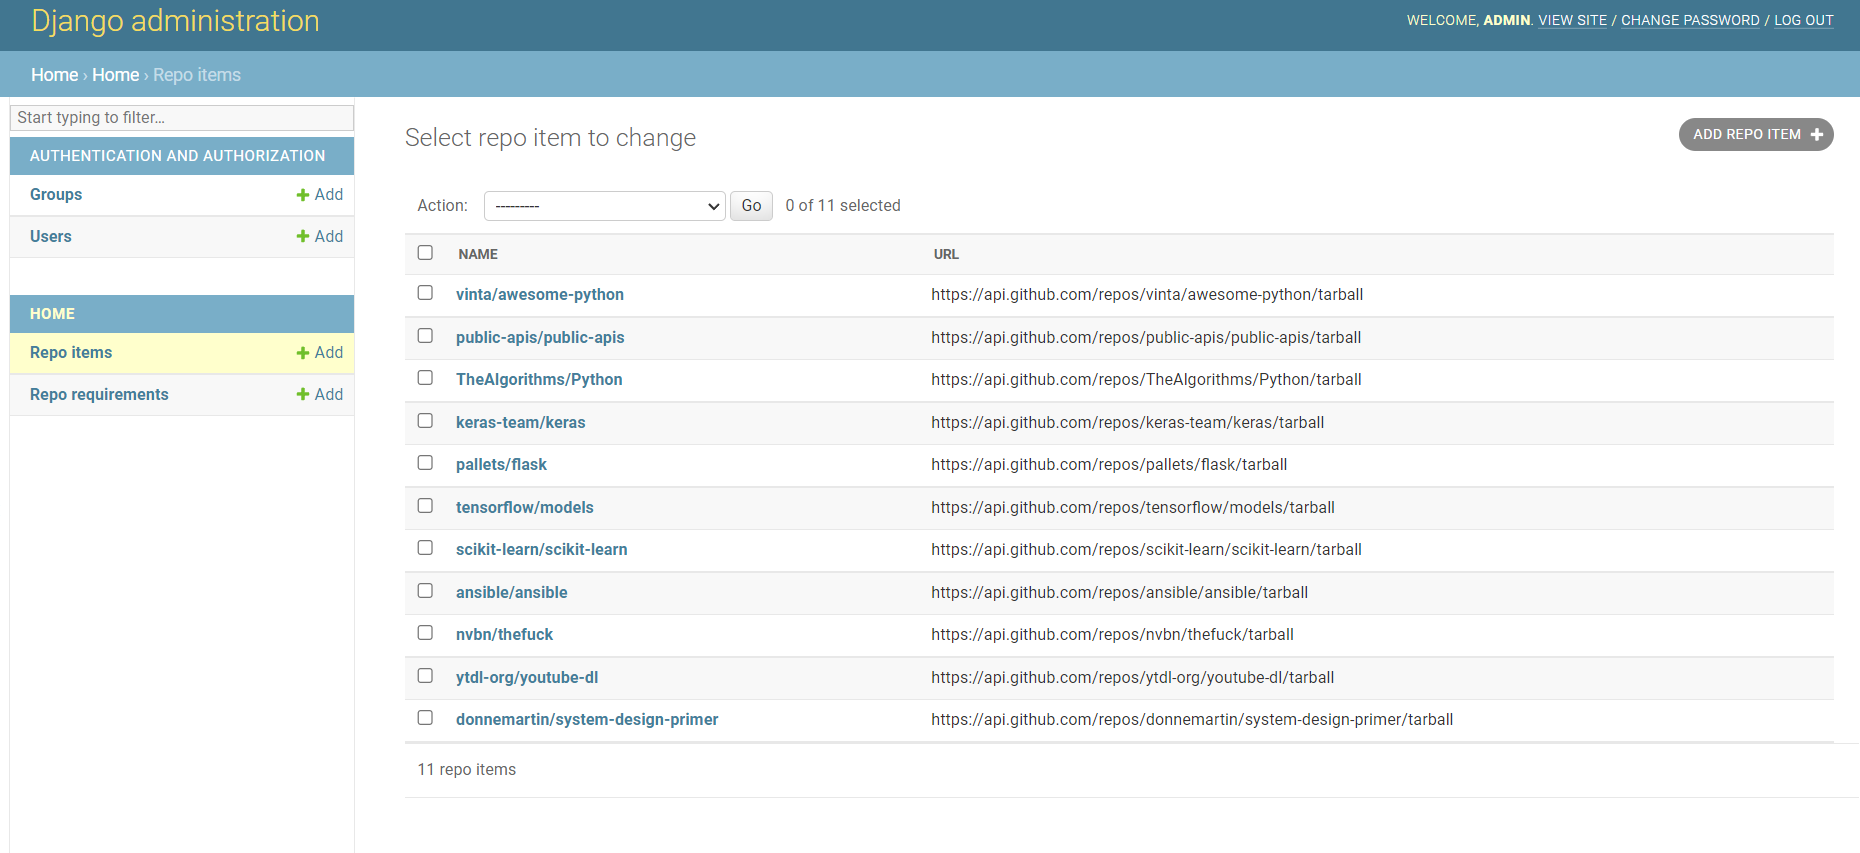 Django administration
WELCOME, ADMIN. VIEW SITE / CHANGE PASSWORD / LOG OUT
Home › Home › Repo items
Start typing to filter...
AUTHENTICATION AND AUTHORIZATION
Groups + Add
Users + Add
HOME
Repo items + Add
Repo requirements + Add
Select repo item to change
ADD REPO ITEM +
Action: --------- Go 0 of 11 selected
NAME URL
vinta/awesome-python https://api.github.com/repos/vinta/awesome-python/tarball
public-apis/public-apis https://api.github.com/repos/public-apis/public-apis/tarball
TheAlgorithms/Python https://api.github.com/repos/TheAlgorithms/Python/tarball
keras-team/keras https://api.github.com/repos/keras-team/keras/tarball
pallets/flask https://api.github.com/repos/pallets/flask/tarball
tensorflow/models https://api.github.com/repos/tensorflow/models/tarball
scikit-learn/scikit-learn https://api.github.com/repos/scikit-learn/scikit-learn/tarball
ansible/ansible https://api.github.com/repos/ansible/ansible/tarball
nvbn/thefuck https://api.github.com/repos/nvbn/thefuck/tarball
ytdl-org/youtube-dl https://api.github.com/repos/ytdl-org/youtube-dl/tarball
donnemartin/system-design-primer https://api.github.com/repos/donnemartin/system-design-primer/tarball
11 repo items